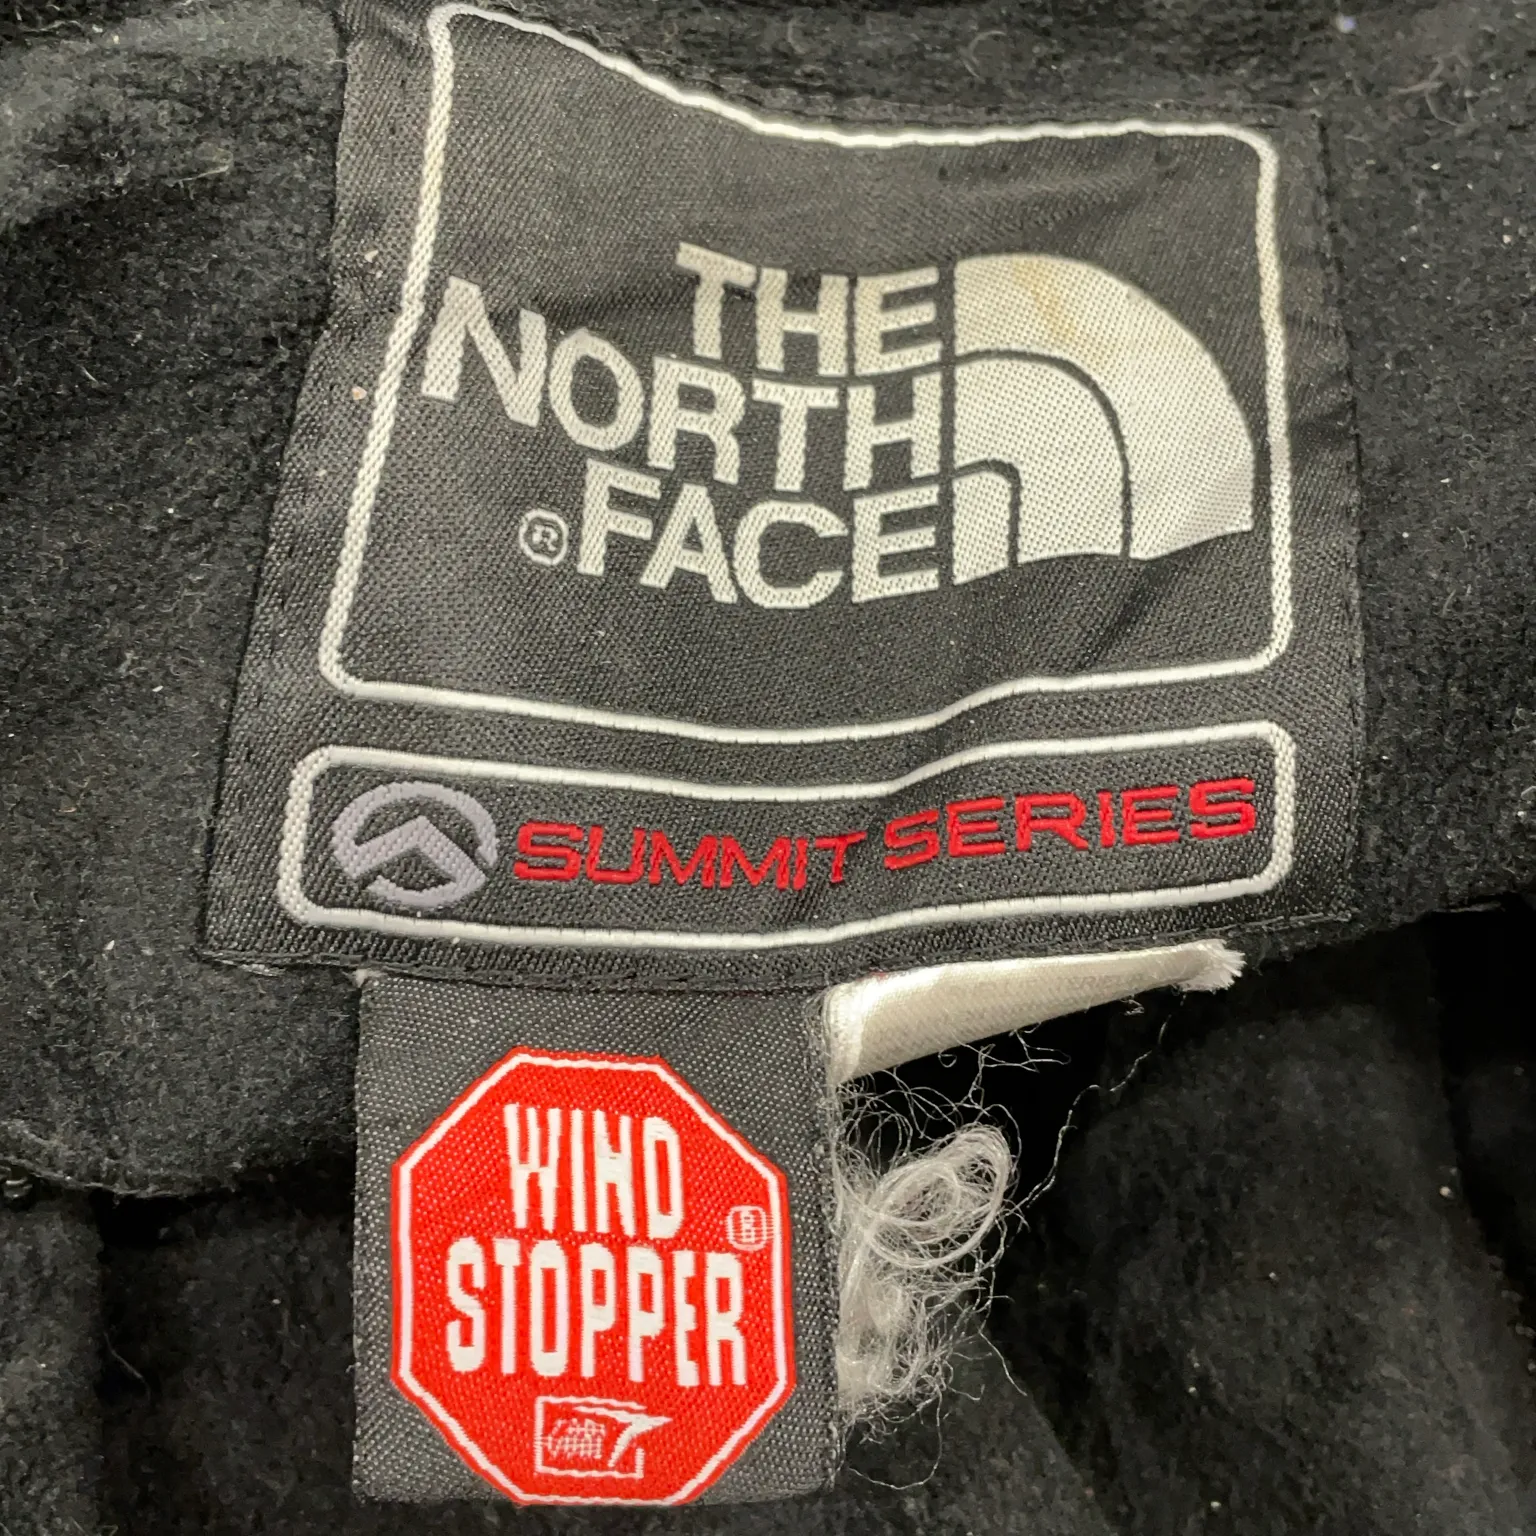 THE
NORTH
® FACE
SUMMIT SERIES
WIND
STOPPER ®